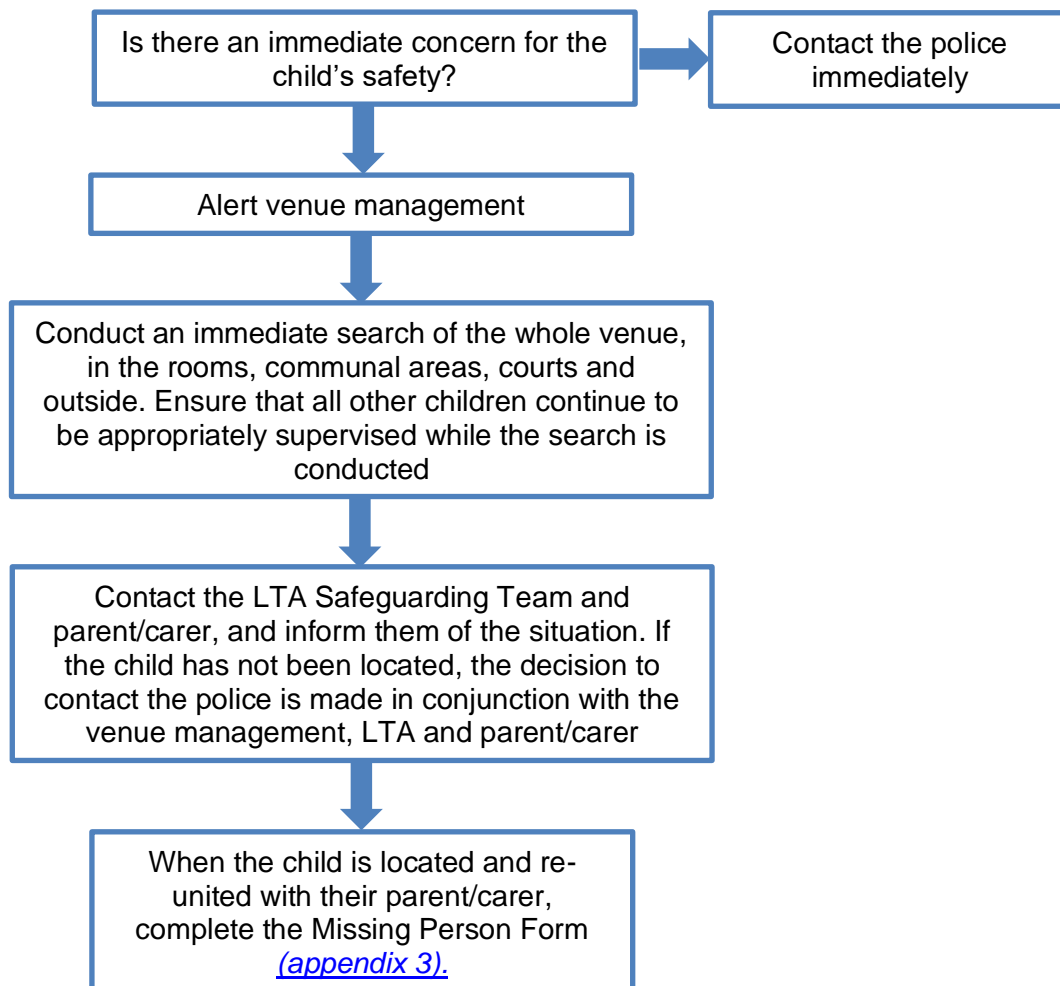 Is there an immediate concern for the
child’s safety?
Contact the police
immediately
Alert venue management
Conduct an immediate search of the whole venue,
in the rooms, communal areas, courts and
outside. Ensure that all other children continue to
be appropriately supervised while the search is
conducted
Contact the LTA Safeguarding Team and
parent/carer, and inform them of the situation. If
the child has not been located, the decision to
contact the police is made in conjunction with the
venue management, LTA and parent/carer
When the child is located and re-
united with their parent/carer,
complete the Missing Person Form
(appendix 3).